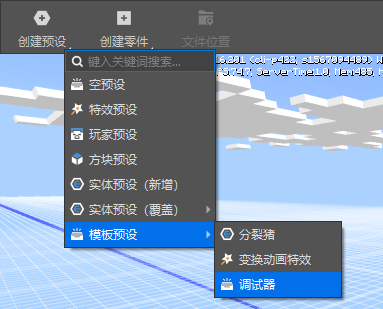 创建预设
创建零件
文件位置
键入关键词搜索...
空预设
特效预设
玩家预设
方块预设
实体预设（新增）
实体预设（覆盖）
模板预设
分裂猪
变换动画特效
调试器